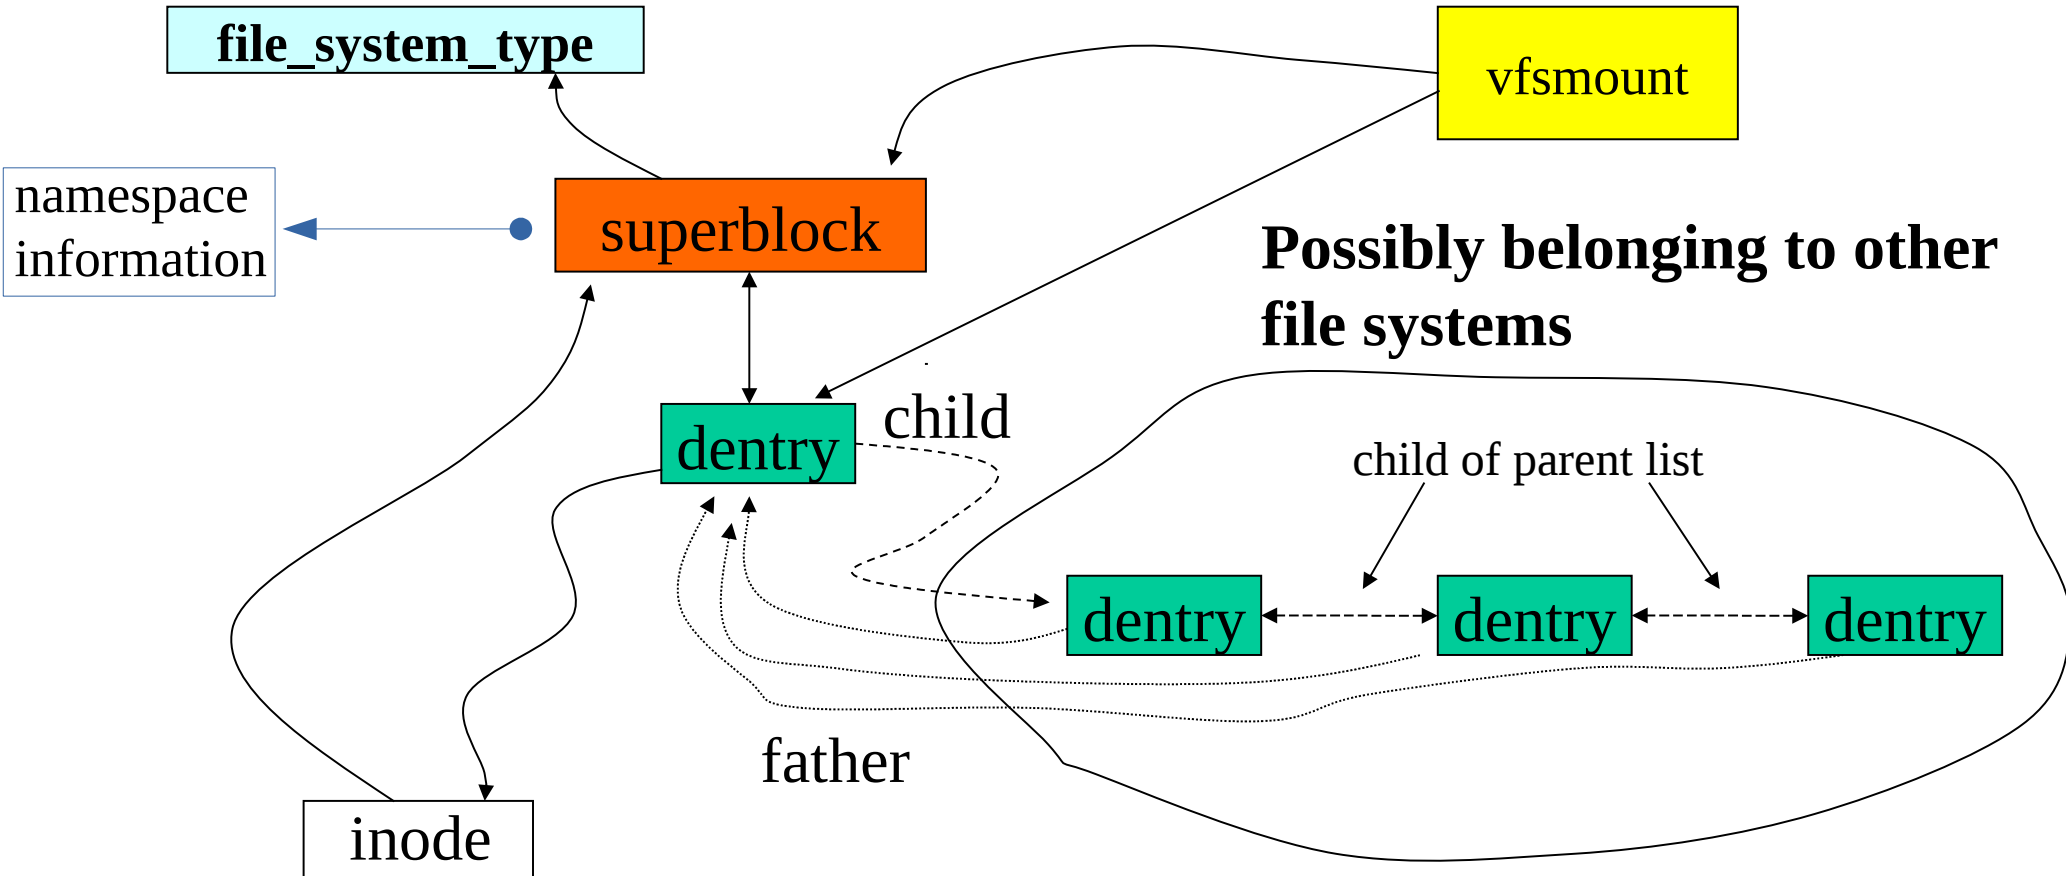 file_system_type
vfsmount
namespace
information
superblock
Possibly belonging to other
file systems
child
dentry
child of parent list
dentry
dentry
dentry
father
inode